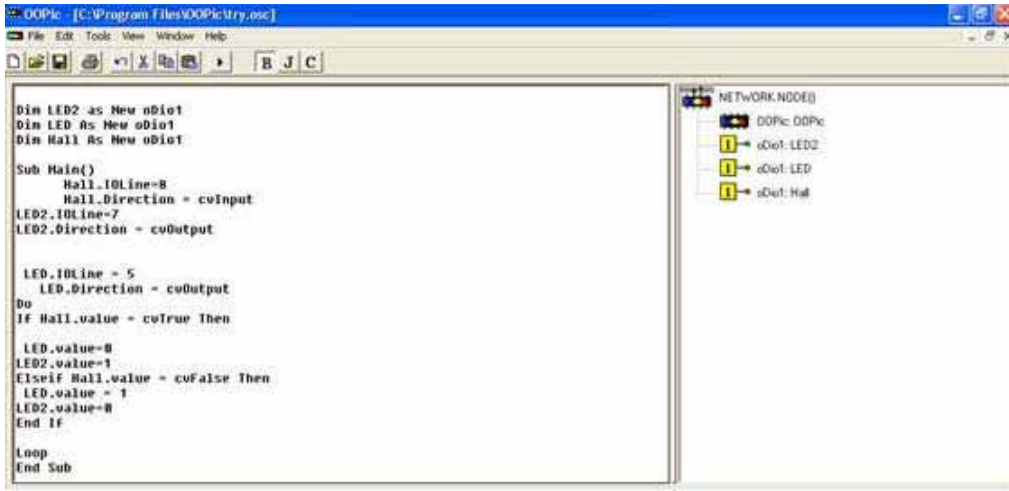 OOPic - [C:\Program Files\OOPic\try.osc]
File Edit Tools View Window Help
B J C
Dim LED2 as New oDio1
Dim LED As New oDio1
Dim Hall As New oDio1
Sub Main()
Hall.IOLine=8
Hall.Direction = cvInput
LED2.IOLine=7
LED2.Direction = cvOutput
LED.IOLine = 5
LED.Direction = cvOutput
Do
If Hall.value = cvTrue Then
LED.value=0
LED2.value=1
Elseif Hall.value = cvFalse Then
LED.value = 1
LED2.value=0
End If
Loop
End Sub
NETWORK.NODE()
OOPic: OOPic
oDio1: LED2
oDio1: LED
oDio1: Hall